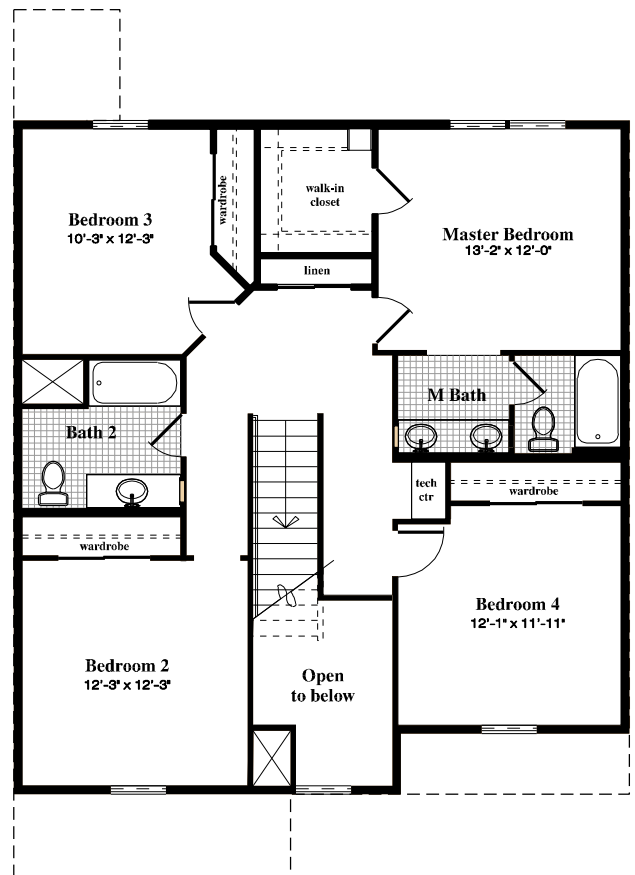 Bedroom 3
10'-3" x 12'-3"
wardrobe
walk-in
closet
linen
Master Bedroom
13'-2" x 12'-0"
M Bath
Bath 2
tech
ctr
wardrobe
wardrobe
Bedroom 4
12'-1" x 11'-11"
Bedroom 2
12'-3" x 12'-3"
Open
to below